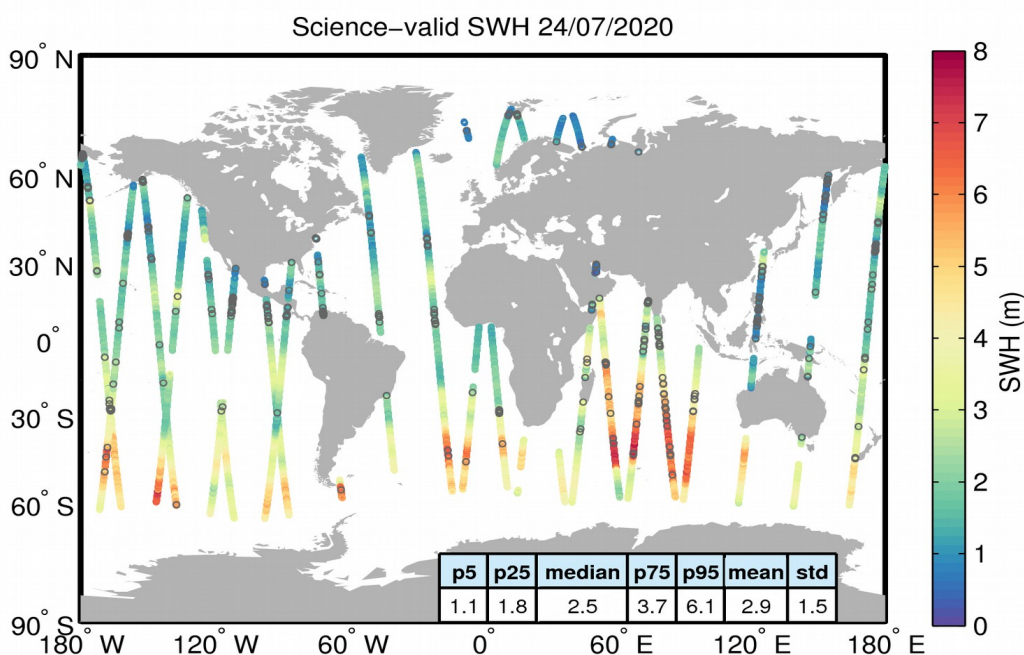 Science−valid SWH 24/07/2020
90° N
60° N
30° N
0°
30° S
60° S
90° S
180° W
120° W
60° W
0°
60° E
120° E
180° E
p5 p25 median p75 p95 mean std
1.1 1.8 2.5 3.7 6.1 2.9 1.5
8
7
6
5
4
3
2
1
0
SWH (m)